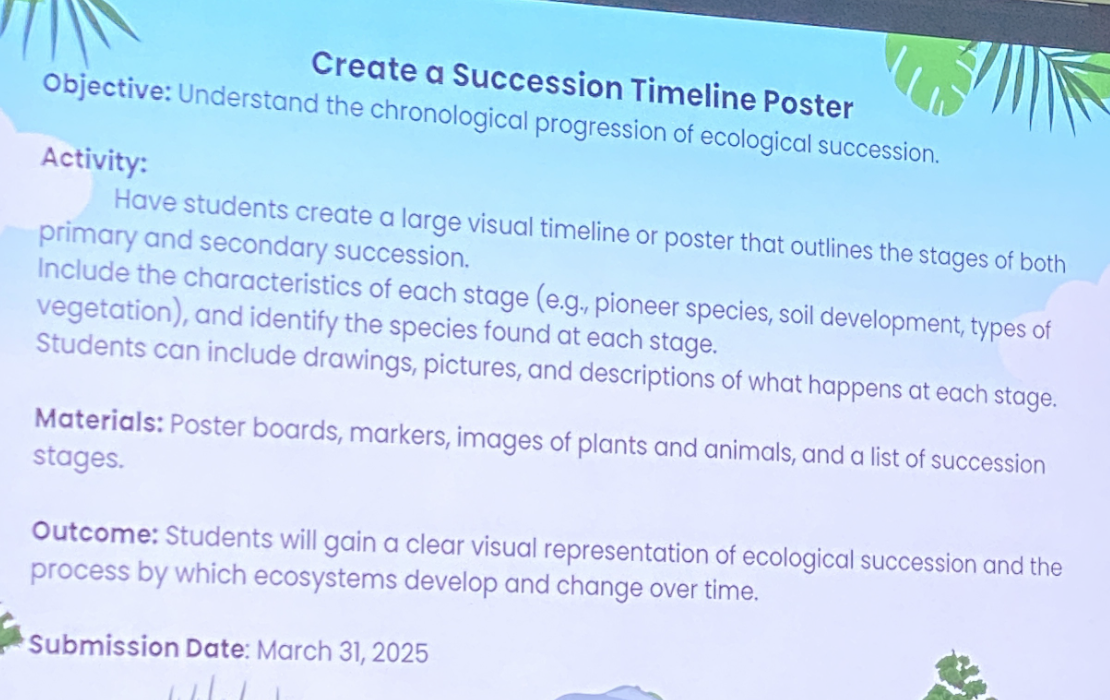 Create a Succession Timeline Poster
Objective: Understand the chronological progression of ecological succession.
Activity:
Have students create a large visual timeline or poster that outlines the stages of both
primary and secondary succession.
Include the characteristics of each stage (e.g., pioneer species, soil development, types of
vegetation), and identify the species found at each stage.
Students can include drawings, pictures, and descriptions of what happens at each stage.
Materials: Poster boards, markers, images of plants and animals, and a list of succession
stages.
Outcome: Students will gain a clear visual representation of ecological succession and the
process by which ecosystems develop and change over time.
Submission Date: March 31, 2025